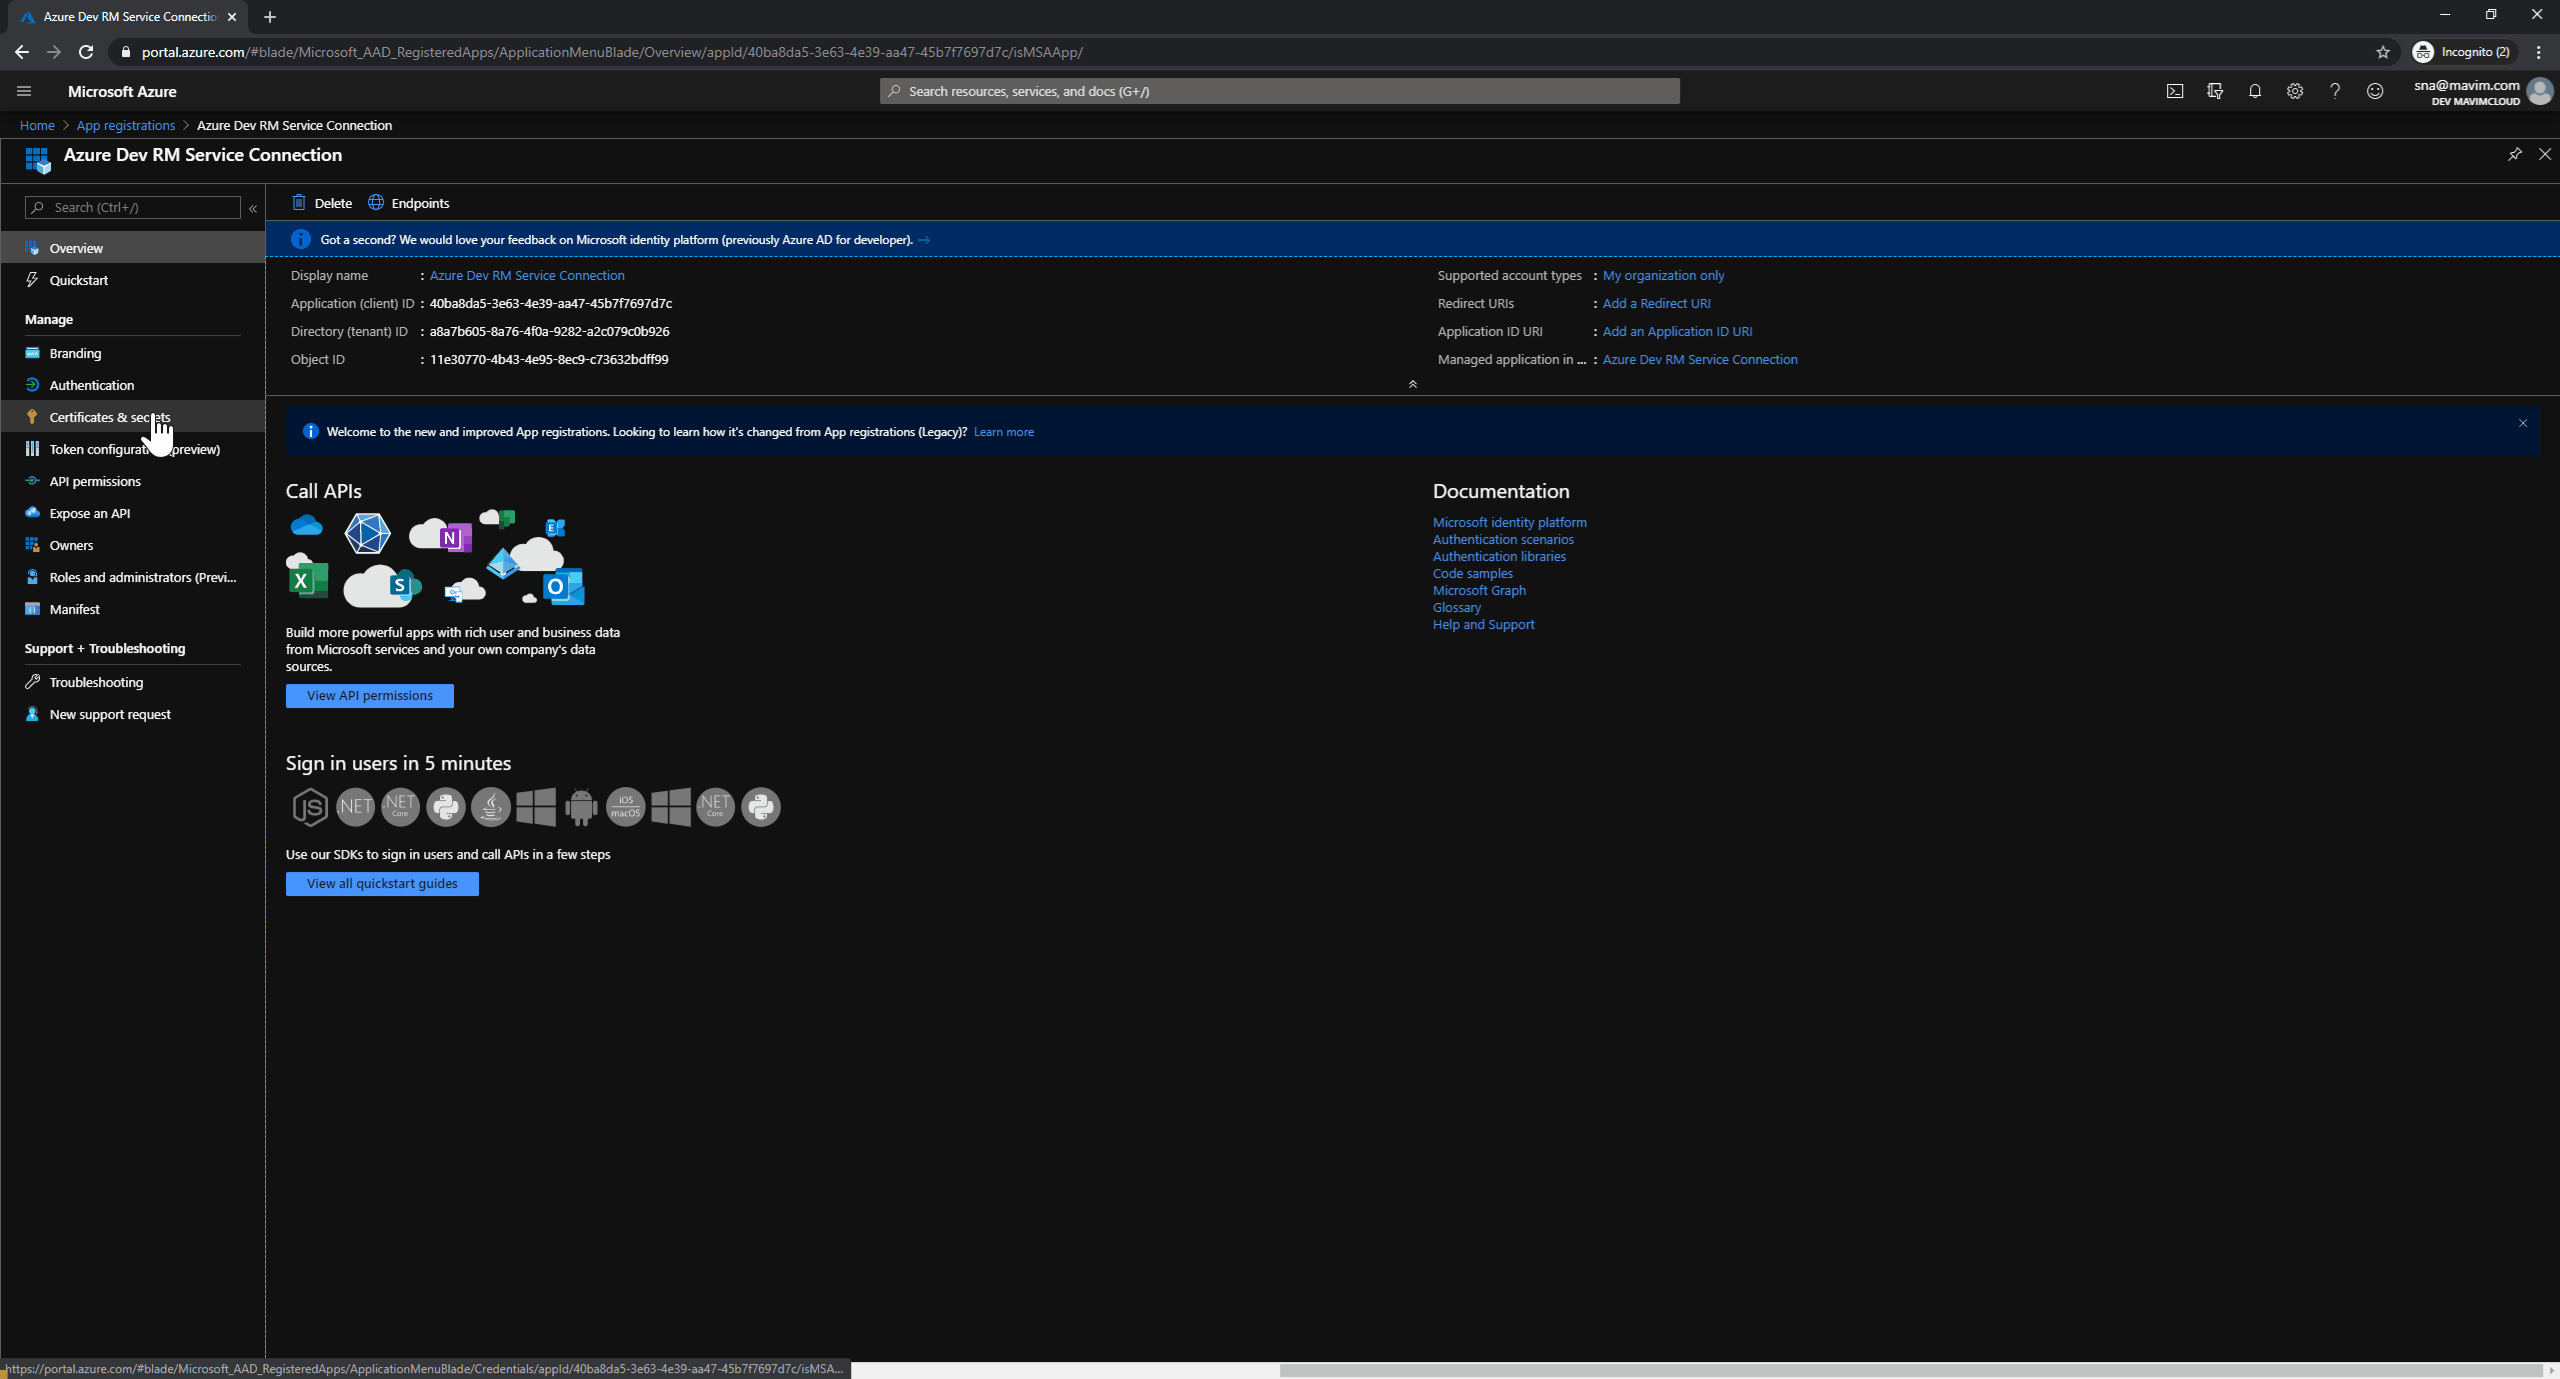 Azure Dev RM Service Connectio
portal.azure.com/#blade/Microsoft_AAD_RegisteredApps/ApplicationMenuBlade/Overview/appId/40ba8da5-3e63-4e39-aa47-45b7f7697d7c/isMSAApp/
Incognito (2)
Microsoft Azure
Search resources, services, and docs (G+/)
sna@mavim.com
DEV MAVIMCLOUD
Home > App registrations > Azure Dev RM Service Connection
Azure Dev RM Service Connection
Search (Ctrl+/)
«
Overview
Quickstart
Manage
Branding
Authentication
Certificates & secrets
Token configurati (preview)
API permissions
Expose an API
Owners
Roles and administrators (Previ...
Manifest
Support + Troubleshooting
Troubleshooting
New support request
Delete
Endpoints
Got a second? We would love your feedback on Microsoft identity platform (previously Azure AD for developer). →
Display name : Azure Dev RM Service Connection
Application (client) ID : 40ba8da5-3e63-4e39-aa47-45b7f7697d7c
Directory (tenant) ID : a8a7b605-8a76-4f0a-9282-a2c079c0b926
Object ID : 11e30770-4b43-4e95-8ec9-c73632bdff99
Supported account types : My organization only
Redirect URIs : Add a Redirect URI
Application ID URI : Add an Application ID URI
Managed application in ... : Azure Dev RM Service Connection
Welcome to the new and improved App registrations. Looking to learn how it's changed from App registrations (Legacy)? Learn more
Call APIs
N
E
X
S
O
Build more powerful apps with rich user and business data
from Microsoft services and your own company's data
sources.
View API permissions
Documentation
Microsoft identity platform
Authentication scenarios
Authentication libraries
Code samples
Microsoft Graph
Glossary
Help and Support
Sign in users in 5 minutes
JS
.NET
.NET
Core
iOS
macOS
.NET
Core
Use our SDKs to sign in users and call APIs in a few steps
View all quickstart guides
https://portal.azure.com/#blade/Microsoft_AAD_RegisteredApps/ApplicationMenuBlade/Credentials/appId/40ba8da5-3e63-4e39-aa47-45b7f7697d7c/isMSA...